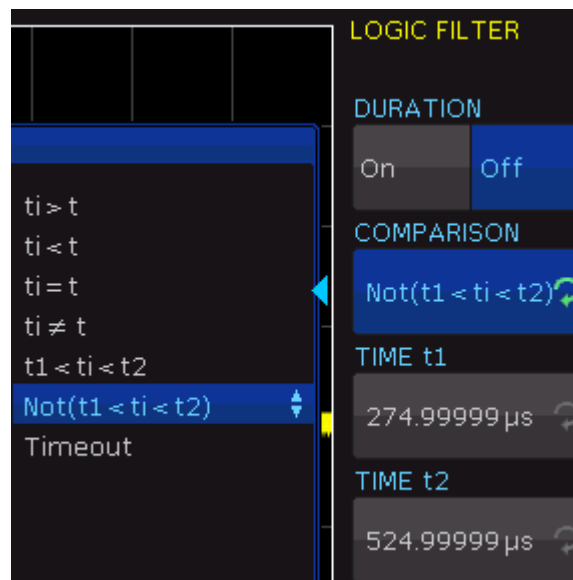 LOGIC FILTER
DURATION
On Off
COMPARISON
Not(t1<ti<t2)
TIME t1
274.99999 µs
TIME t2
524.99999 µs
ti>t
ti<t
ti=t
ti≠t
t1<ti<t2
Not(t1<ti<t2)
Timeout